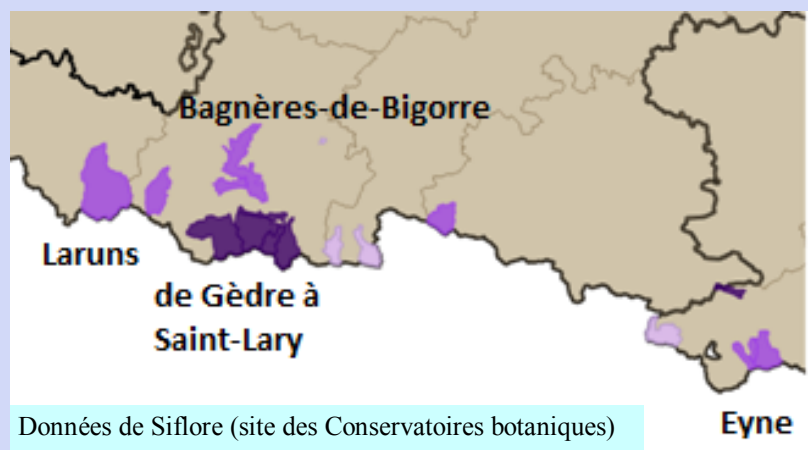 Bagnères-de-Bigorre
Laruns
de Gèdre à
Saint-Lary
Données de Siflore (site des Conservatoires botaniques)
Eyne